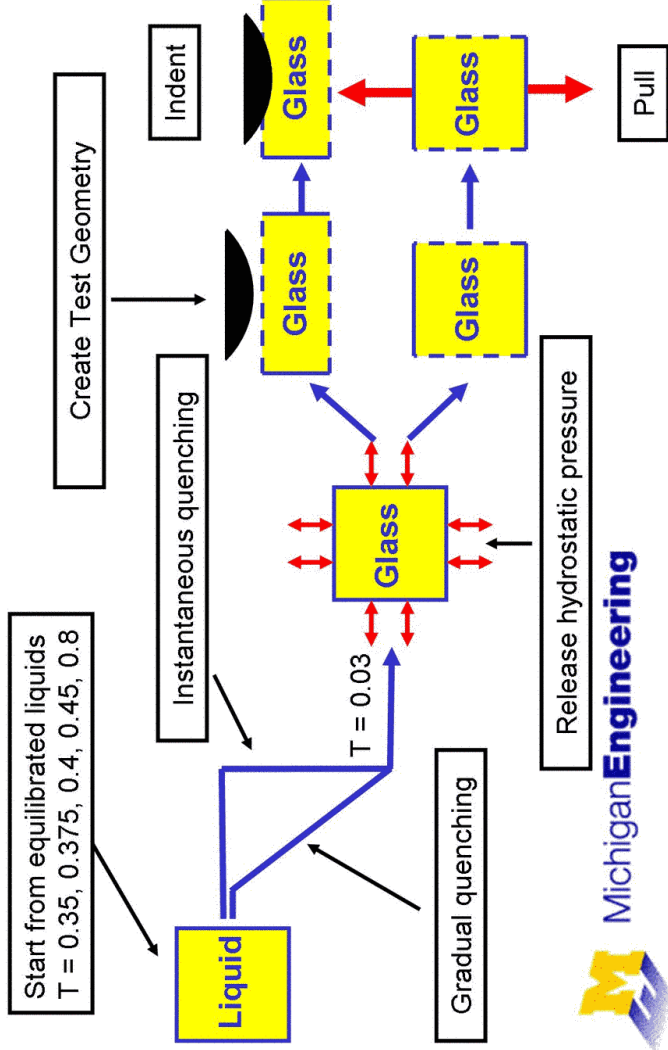 Start from equilibrated liquids
T = 0.35, 0.375, 0.4, 0.45, 0.8
Liquid
Instantaneous quenching
Gradual quenching
T = 0.03
Glass
Release hydrostatic pressure
Create Test Geometry
Glass
Glass
Indent
Glass
Glass
Pull
MichiganEngineering